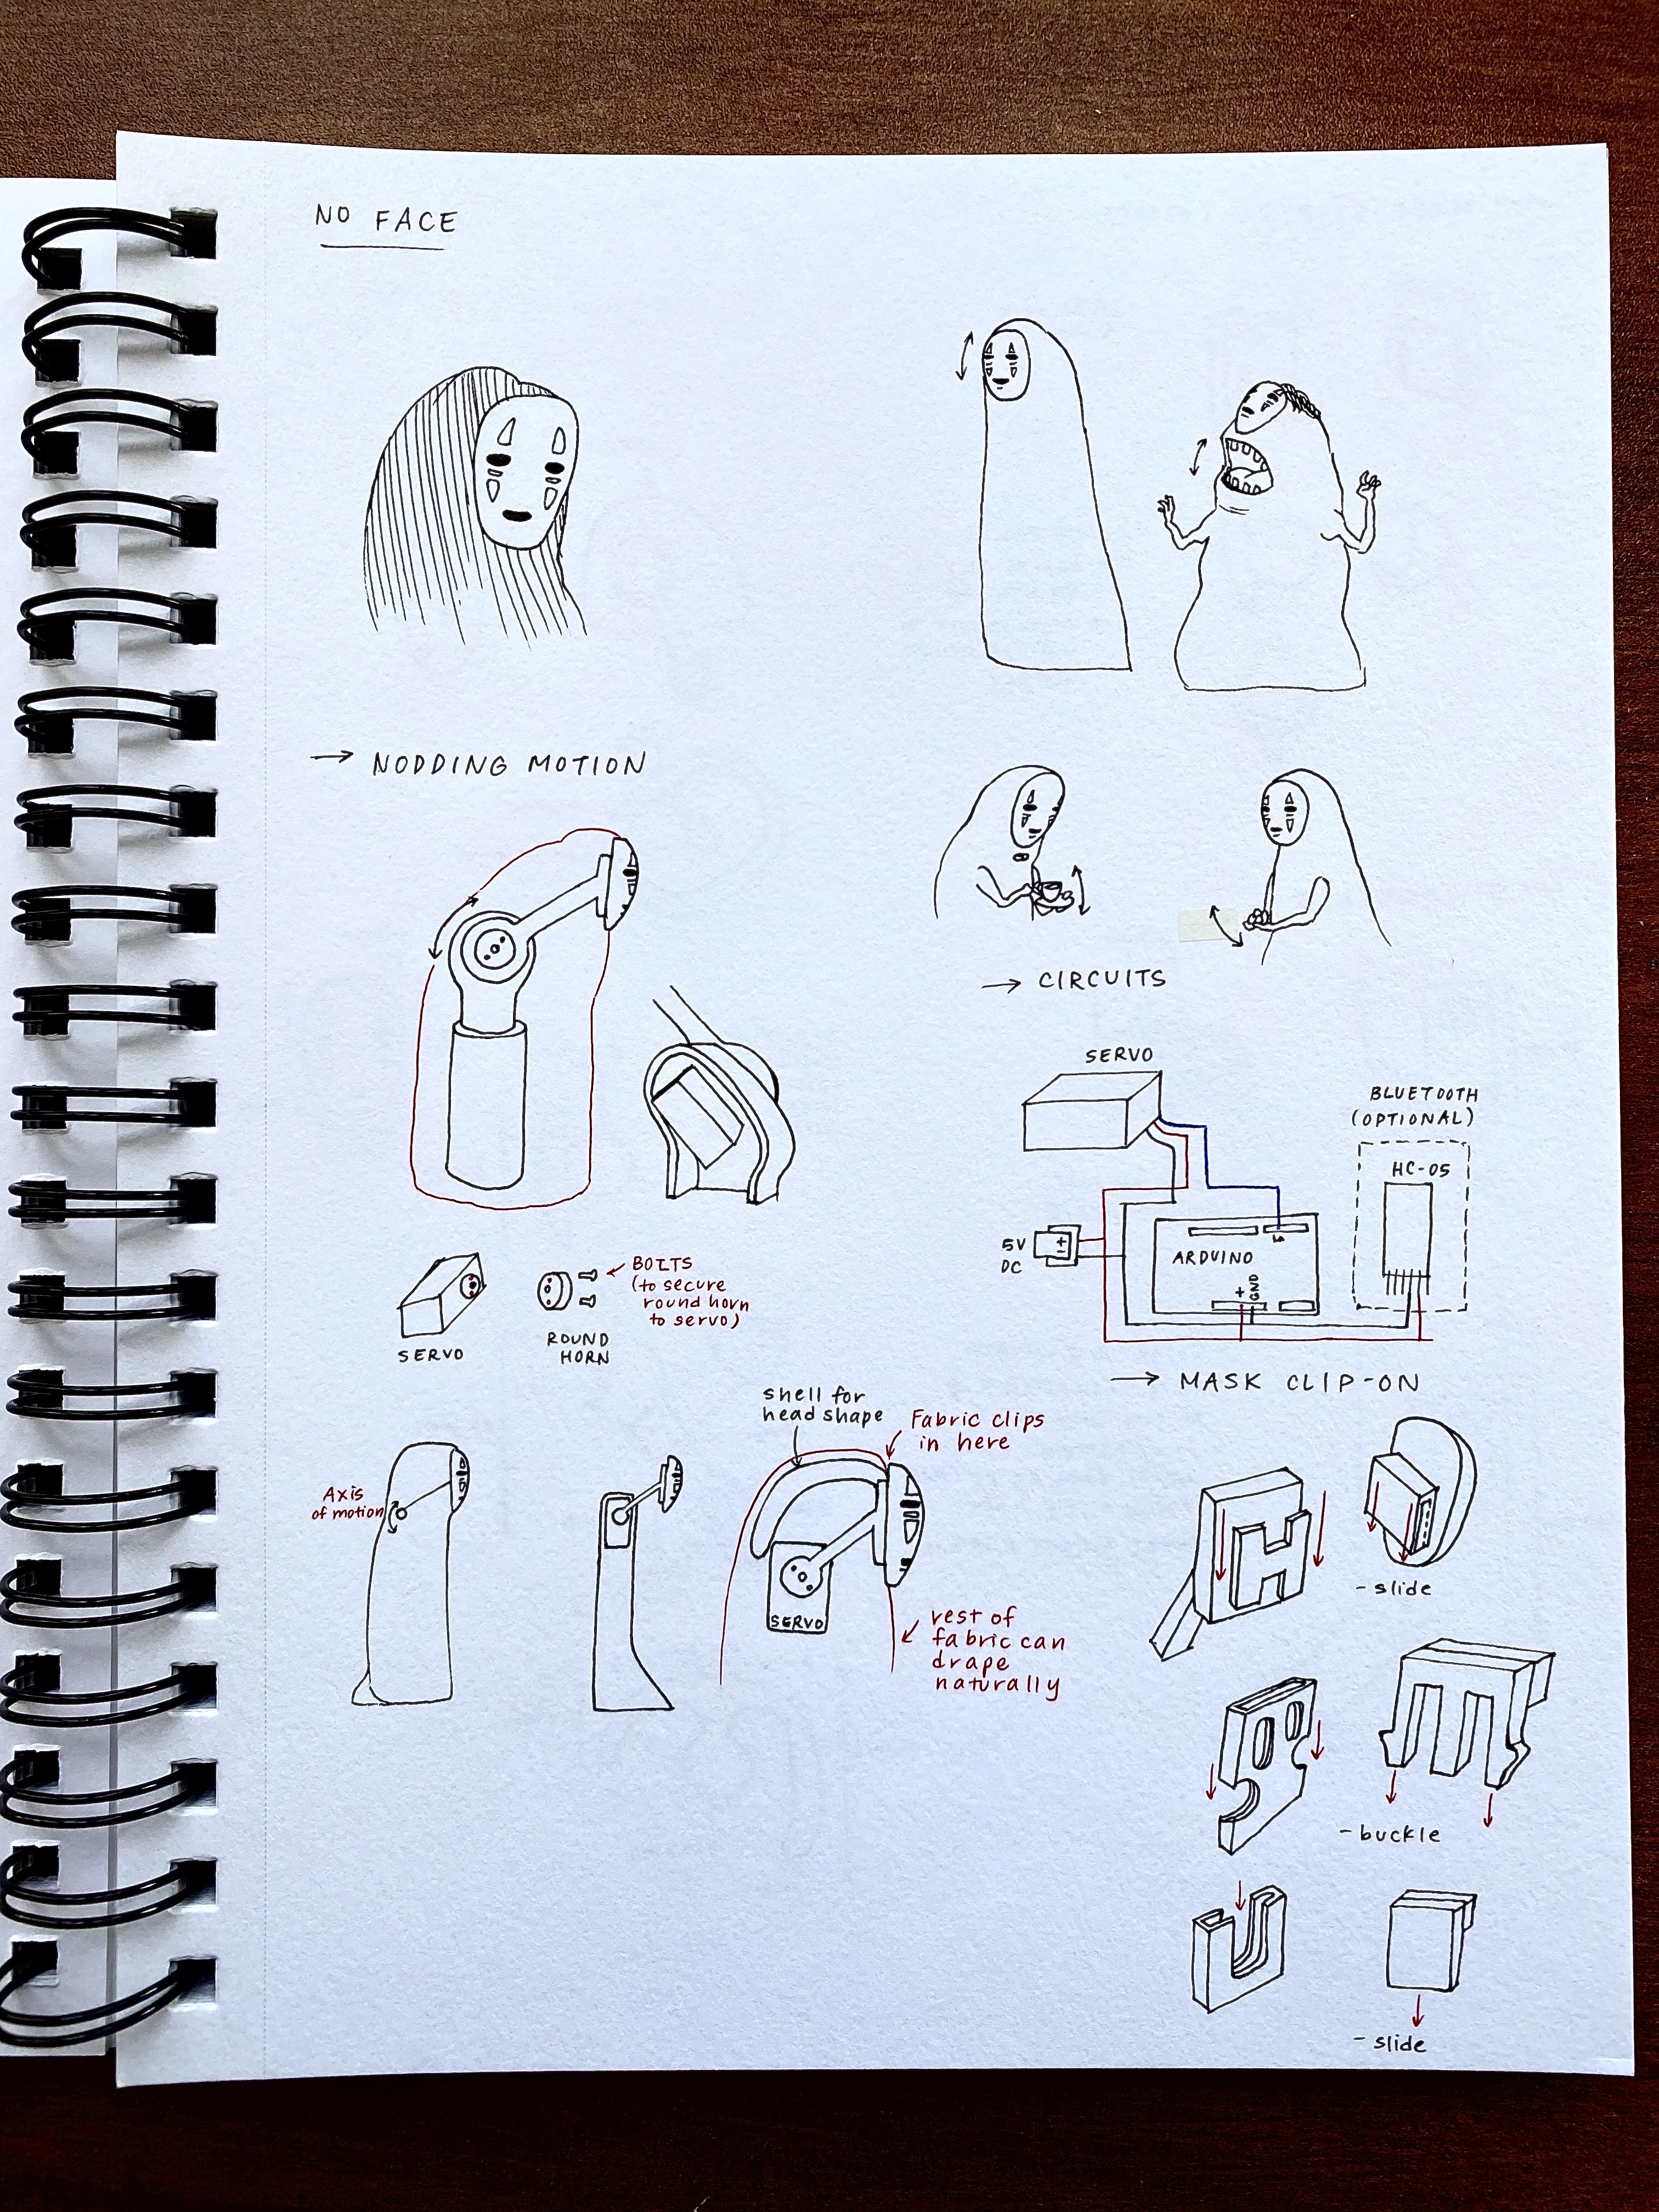 NO FACE
→ NODDING MOTION
SERVO
ROUND
HORN
BOLTS
(to secure
round horn
to servo)
Axis
of motion
shell for
head shape
Fabric clips
in here
SERVO
rest of
fabric can
drape
naturally
→ CIRCUITS
SERVO
BLUETOOTH
(OPTIONAL)
HC-05
5V
DC
+
-
ARDUINO
+
GND
→ MASK CLIP-ON
- slide
- buckle
- slide